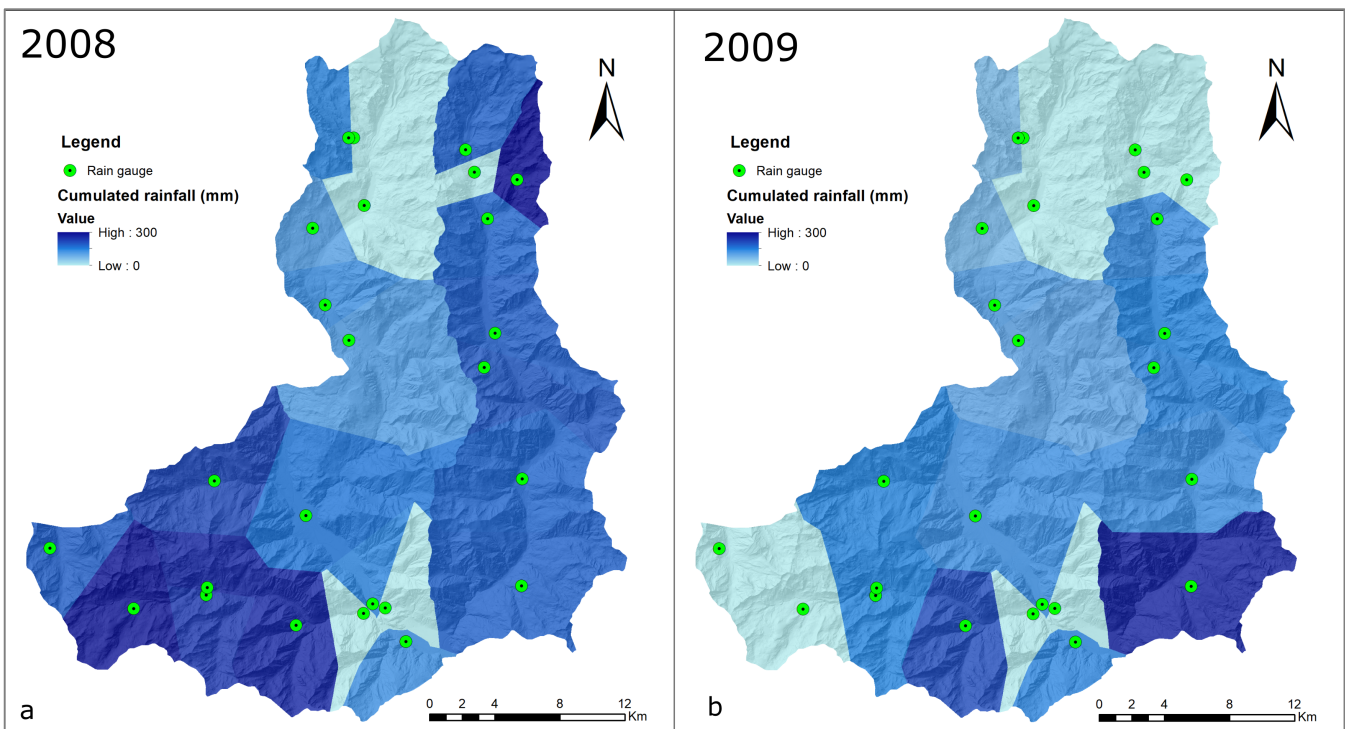 2008
N
Legend
Rain gauge
Cumulated rainfall (mm)
Value
High : 300
Low : 0
0 2 4 8 12
Km
a
2009
N
Legend
Rain gauge
Cumulated rainfall (mm)
Value
High : 300
Low : 0
0 2 4 8 12
Km
b